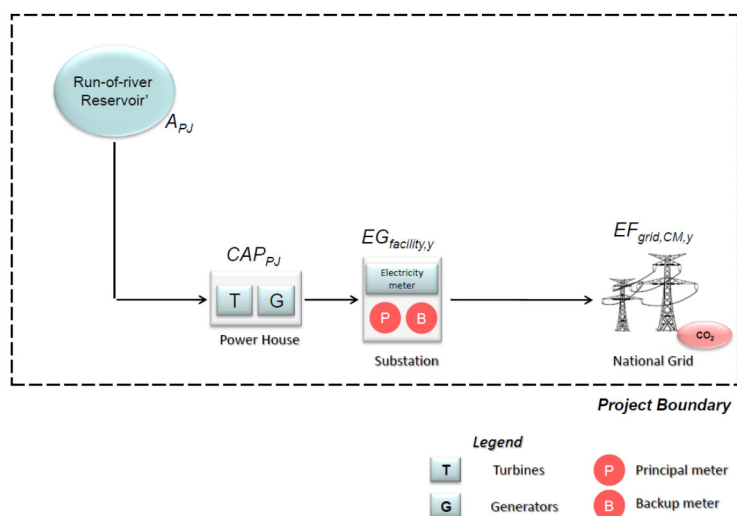 Run-of-river
Reservoir'
A_PJ
CAP_PJ
EG_facility,y
EF_grid,CM,y
T G
Electricity
meter
P B
CO₂
Power House
Substation
National Grid
Project Boundary
Legend
T Turbines
P Principal meter
G Generators
B Backup meter